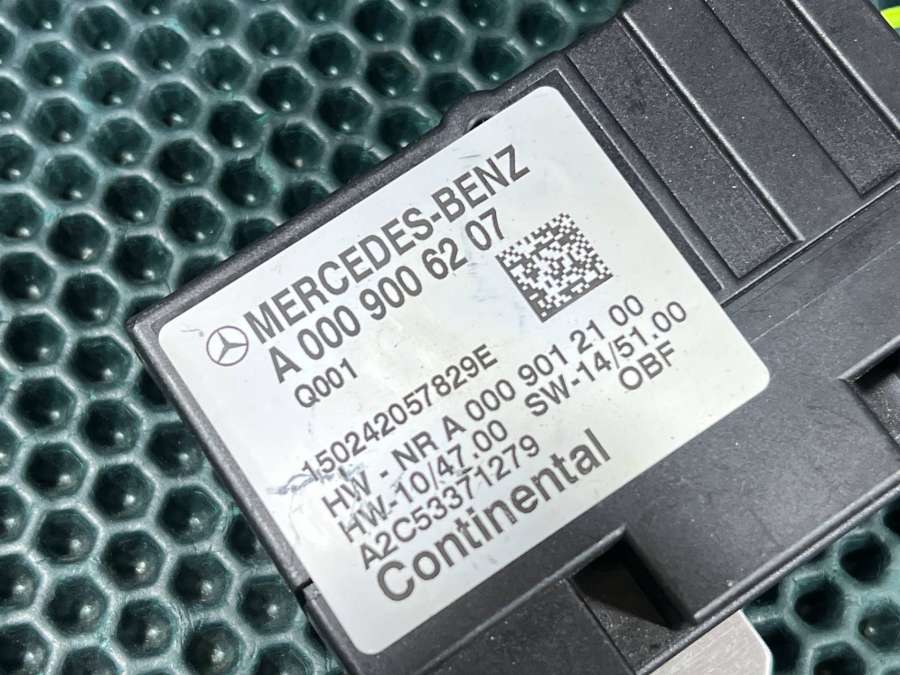 MERCEDES-BENZ
A 000 900 62 07
Q001
150242057829E
HW - NR A 000 901 21 00
HW-10/47.00 SW-14/51.00
A2C53371279 OBF
Continental